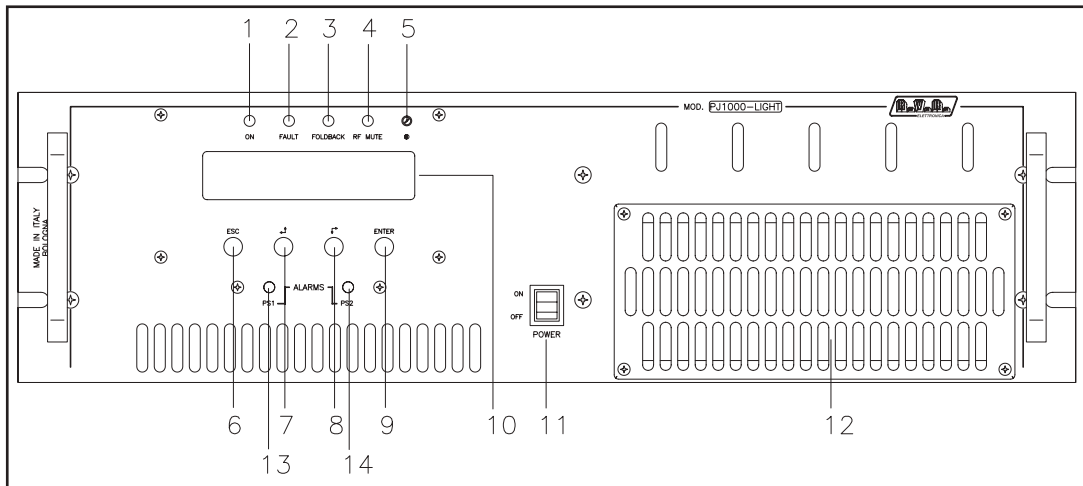 1 2 3 4 5
MOD. PJ1000-LIGHT
R.V.R.
ELETTRONICA
ON FAULT FOLDBACK RF MUTE
ESC ENTER
MADE IN ITALY
BOLOGNA
ALARMS
PS1 PS2
ON
OFF
POWER
6 7 8 9 10 11 12
13 14